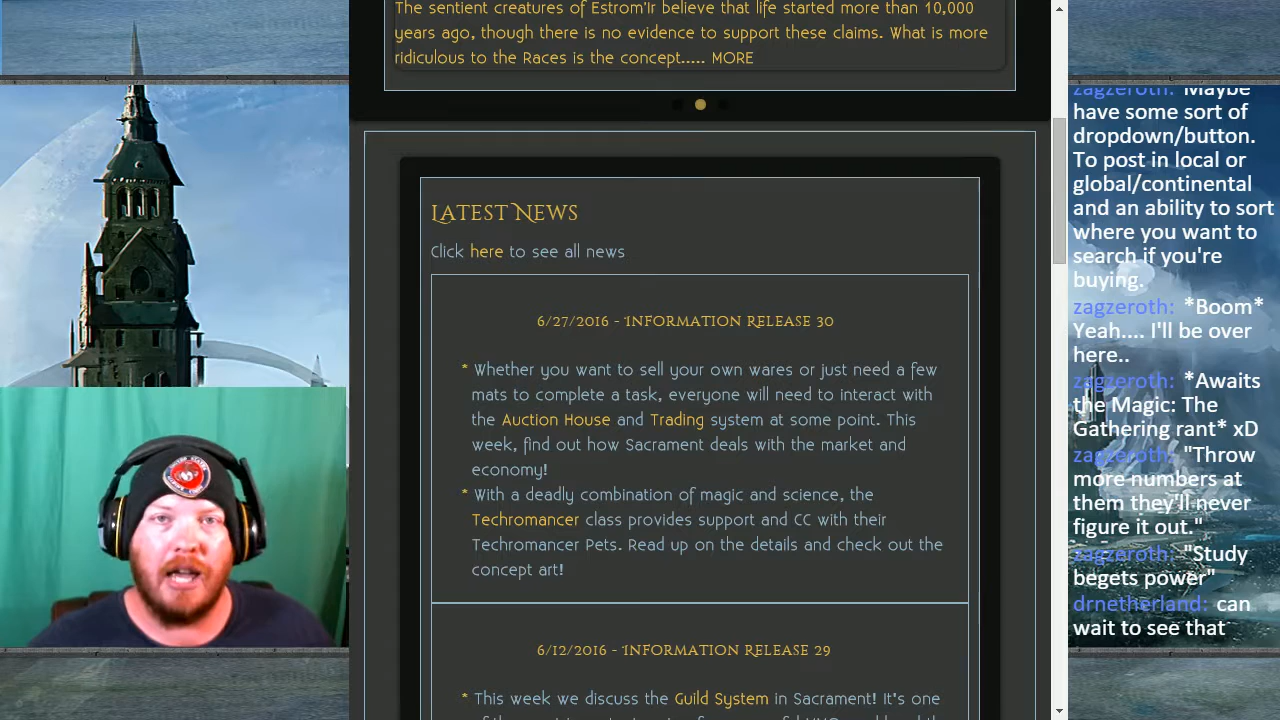 The sentient creatures of Estrom'Ir believe that life started more than 10,000
years ago, though there is no evidence to support these claims. What is more
ridiculous to the Races is the concept..... MORE
Latest News
Click here to see all news
6/27/2016 - Information Release 30
* Whether you want to sell your own wares or just need a few
mats to complete a task, everyone will need to interact with
the Auction House and Trading system at some point. This
week, find out how Sacrament deals with the market and
economy!
* With a deadly combination of magic and science, the
Techromancer class provides support and CC with their
Techromancer Pets. Read up on the details and check out the
concept art!
6/12/2016 - Information Release 29
* This week we discuss the Guild System in Sacrament! It's one
zagzeroth: Maybe
have some sort of
dropdown/button.
To post in local or
global/continental
and an ability to sort
where you want to
search if you're
buying.
zagzeroth: *Boom*
Yeah.... I'll be over
here..
zagzeroth: *Awaits
the Magic: The
Gathering rant* xD
zagzeroth: "Throw
more numbers at
them they'll never
figure it out."
zagzeroth: "Study
begets power"
drnetherland: can
wait to see that